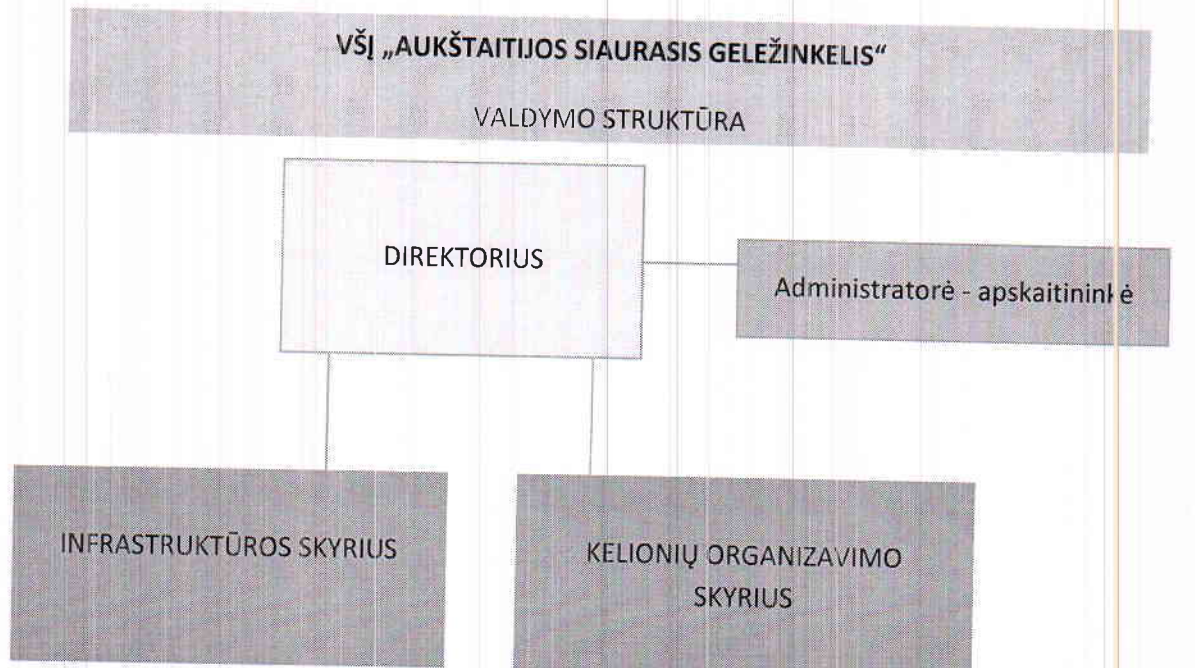 VŠĮ „AUKŠTAITIJOS SIAURASIS GELEŽINKELIS“
VALDYMO STRUKTŪRA
DIREKTORIUS
Administratorė - apskaitininkė
INFRASTRUKTŪROS SKYRIUS
KELIONIŲ ORGANIZAVIMO
SKYRIUS